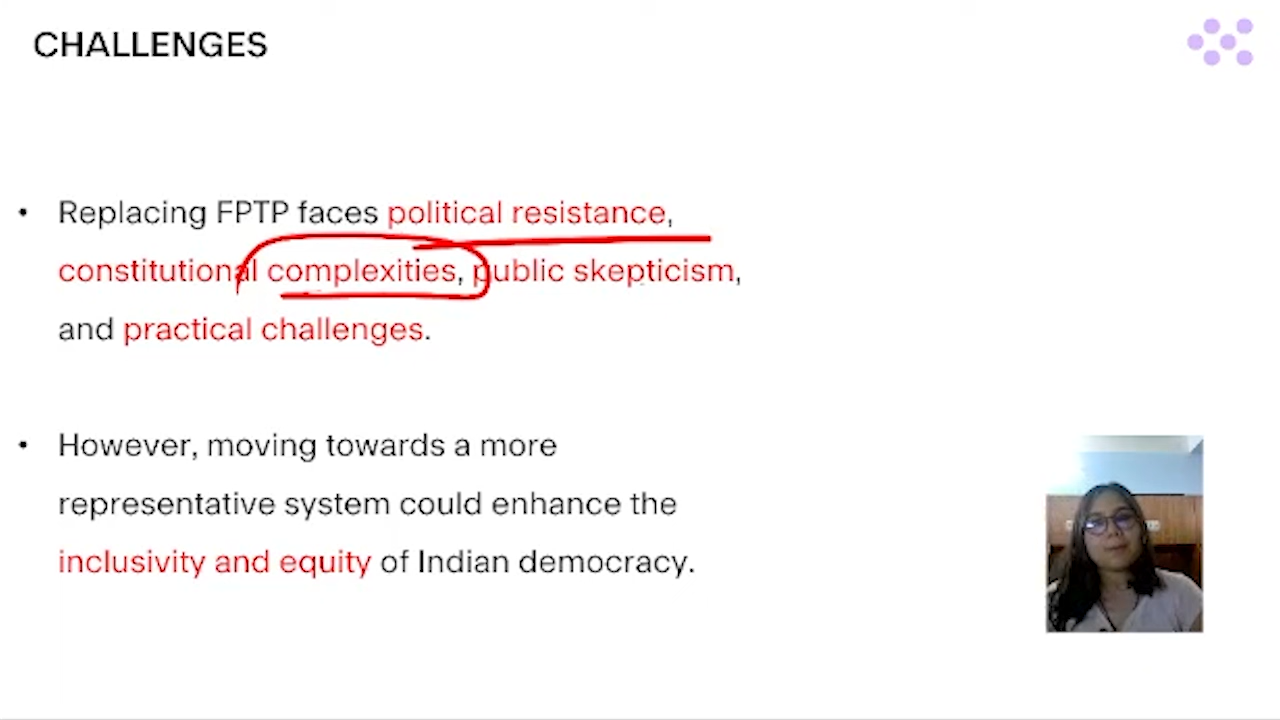 CHALLENGES
• Replacing FPTP faces political resistance,
constitutional complexities, public skepticism,
and practical challenges.
• However, moving towards a more
representative system could enhance the
inclusivity and equity of Indian democracy.